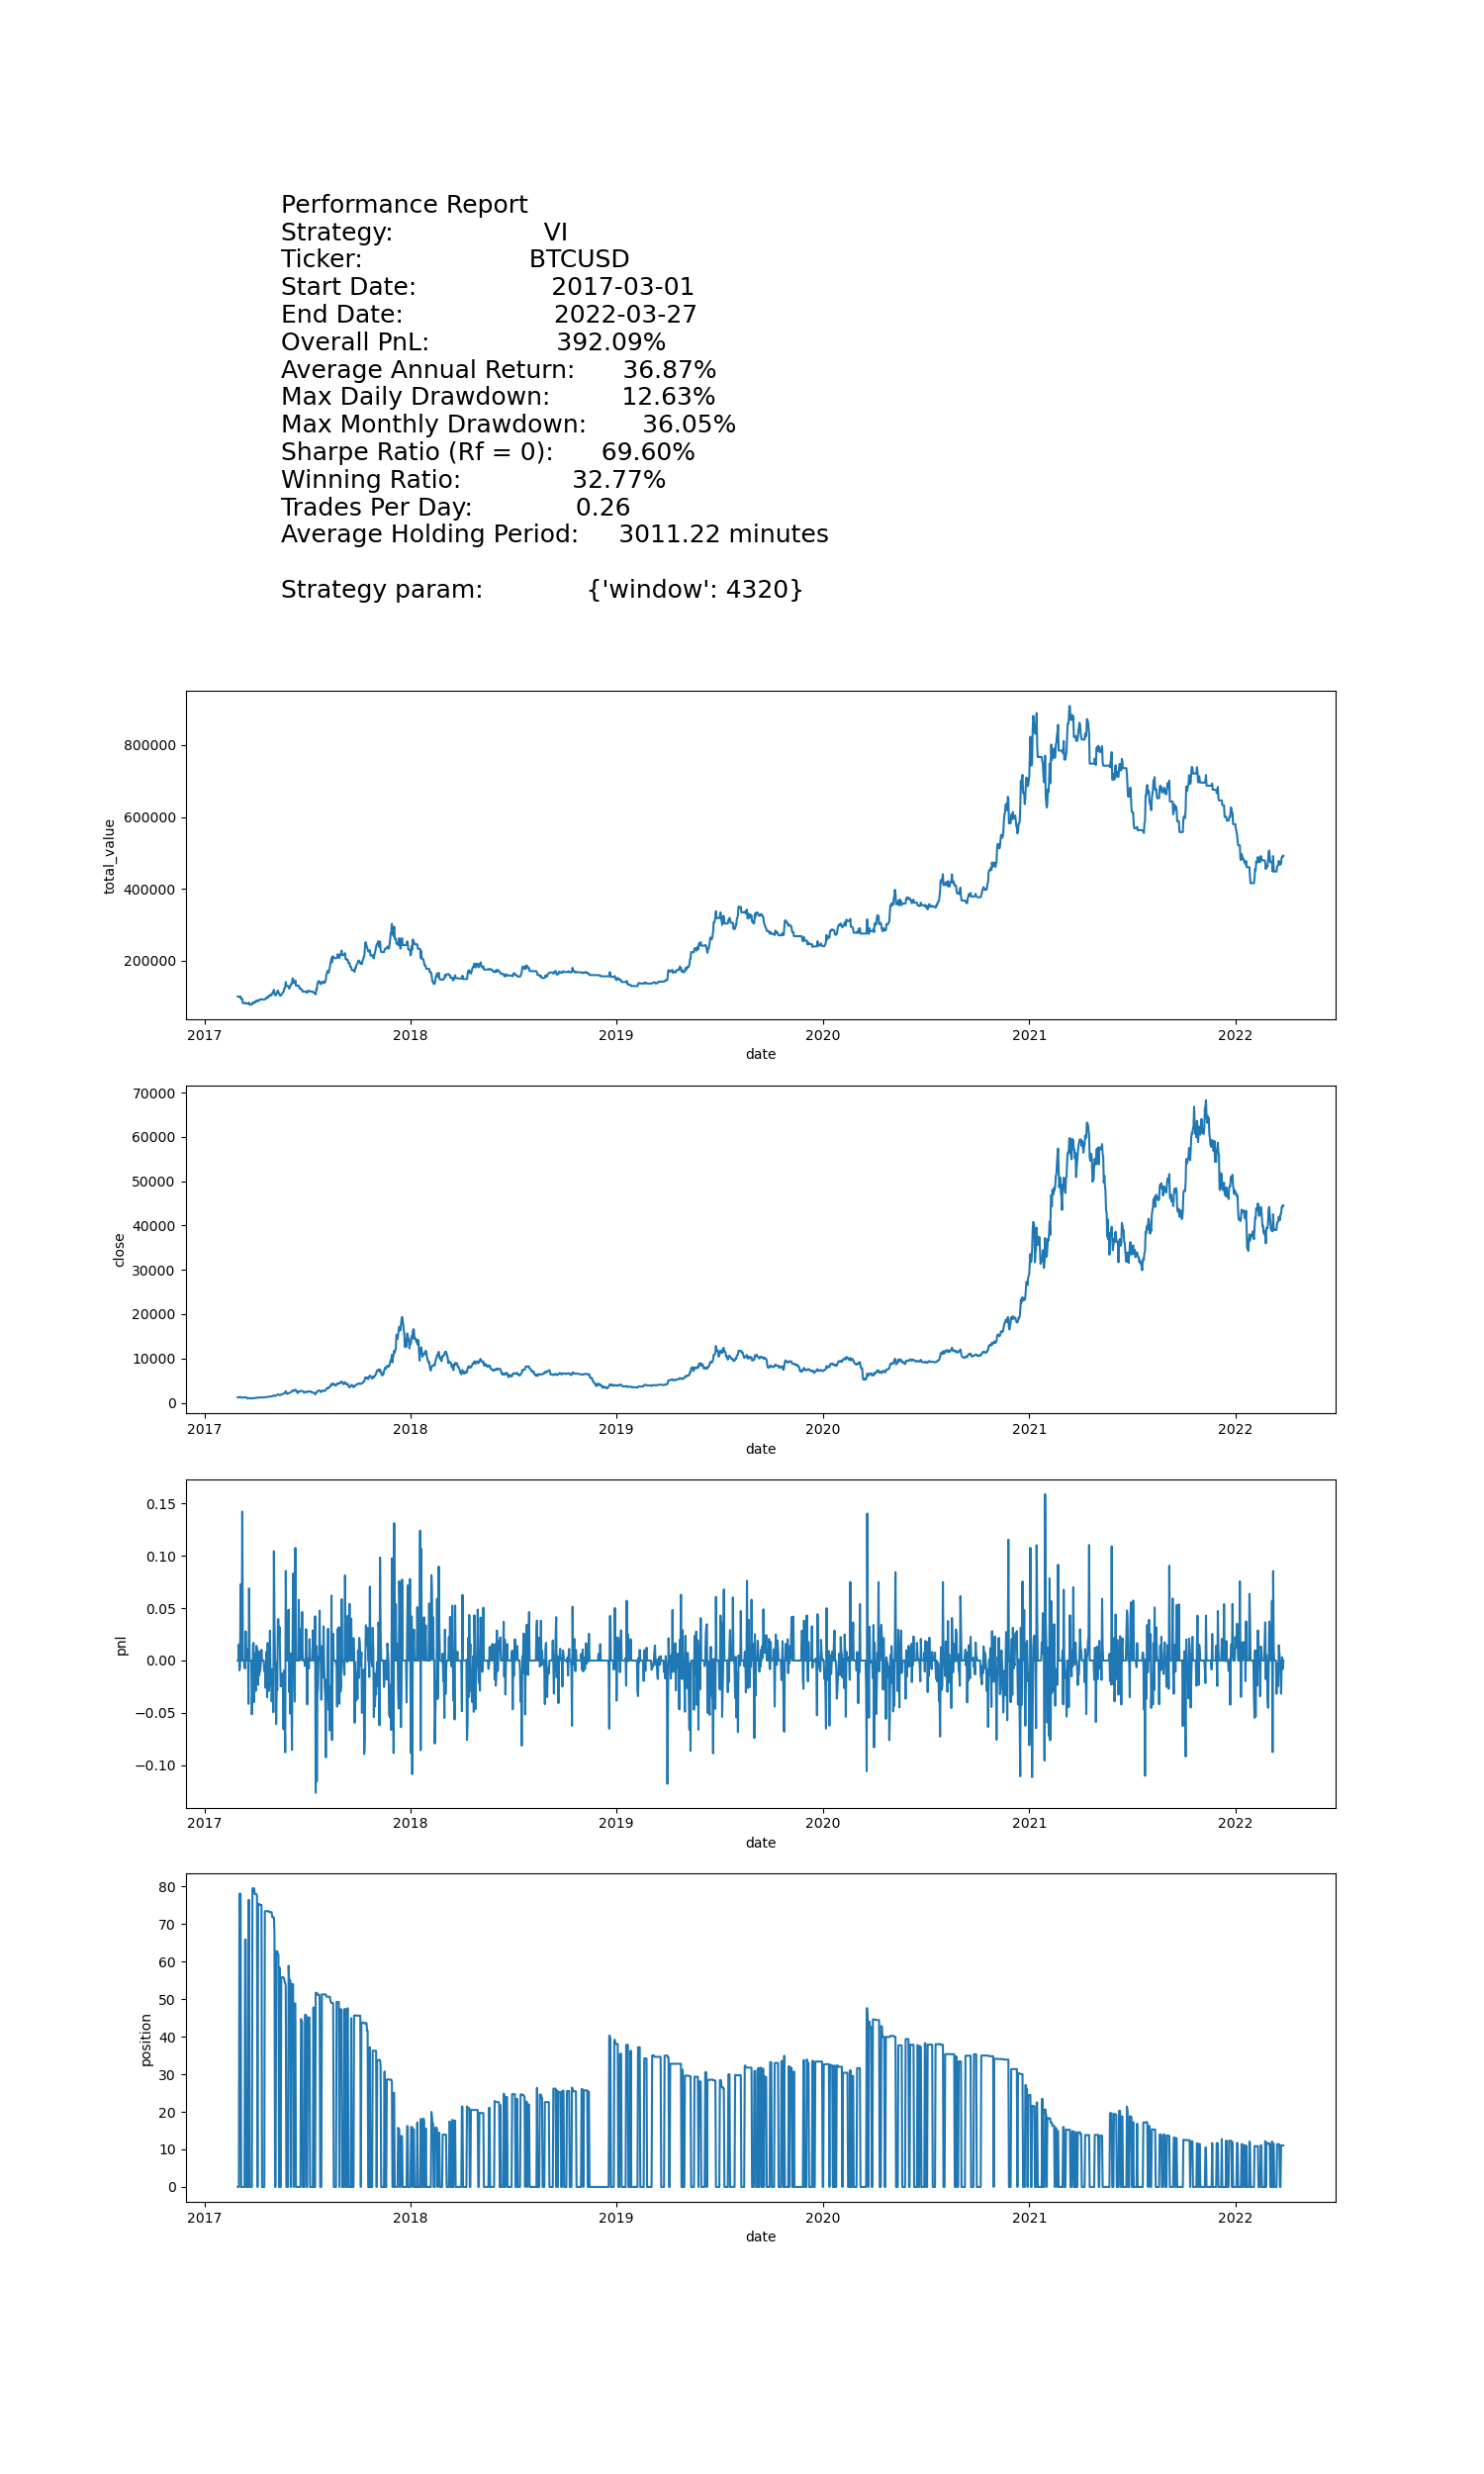 Performance Report
Strategy: VI
Ticker: BTCUSD
Start Date: 2017-03-01
End Date: 2022-03-27
Overall PnL: 392.09%
Average Annual Return: 36.87%
Max Daily Drawdown: 12.63%
Max Monthly Drawdown: 36.05%
Sharpe Ratio (Rf = 0): 69.60%
Winning Ratio: 32.77%
Trades Per Day: 0.26
Average Holding Period: 3011.22 minutes
Strategy param: {'window': 4320}
800000
600000
400000
200000
total_value
2017 2018 2019 2020 2021 2022
date
70000
60000
50000
40000
30000
20000
10000
0
close
2017 2018 2019 2020 2021 2022
date
0.15
0.10
0.05
0.00
−0.05
−0.10
pnl
2017 2018 2019 2020 2021 2022
date
80
70
60
50
40
30
20
10
0
position
2017 2018 2019 2020 2021 2022
date